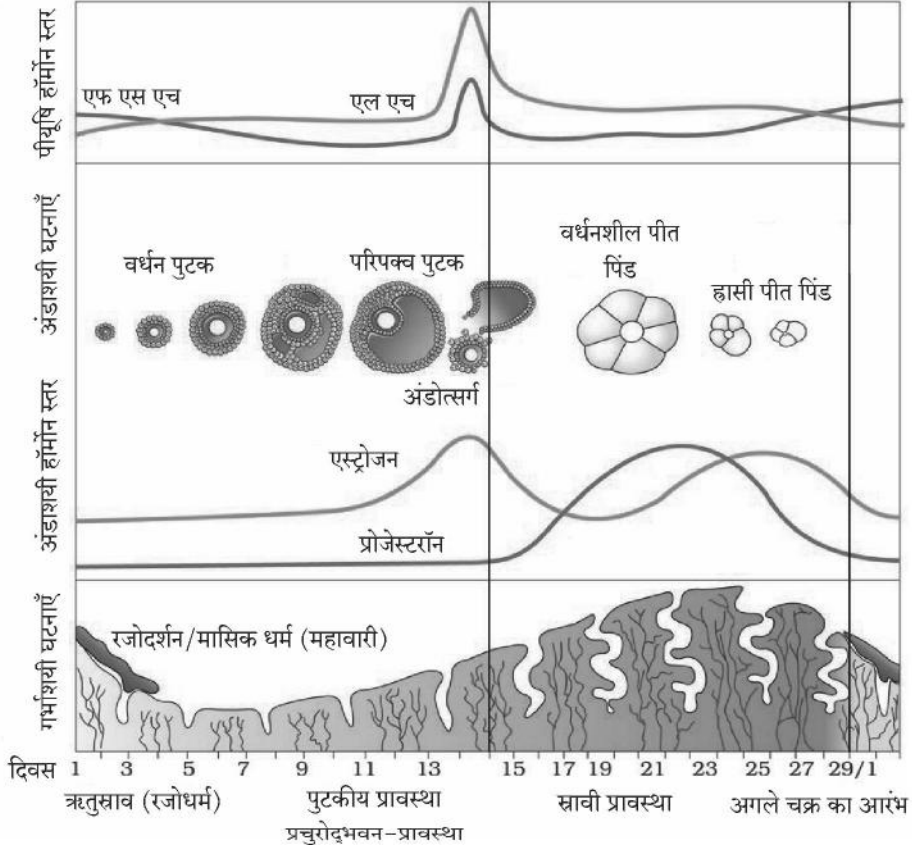 पीयूषि हॉर्मोन स्तर
एफ एस एच
एल एच
अंडाशयी घटनाएँ
वर्धन पुटक
परिपक्व पुटक
वर्धनशील पीत
पिंड
ह्रासी पीत पिंड
अंडोत्सर्ग
अंडाशयी हॉर्मोन स्तर
एस्ट्रोजन
प्रोजेस्टरॉन
गर्भाशयी घटनाएँ
रजोदर्शन/मासिक धर्म (महावारी)
दिवस 1 3 5 7 9 11 13 15 17 19 21 23 25 27 29/1
ऋतुस्राव (रजोधर्म) पुटकीय प्रावस्था स्रावी प्रावस्था अगले चक्र का आरंभ
प्रचुरोद्भवन-प्रावस्था